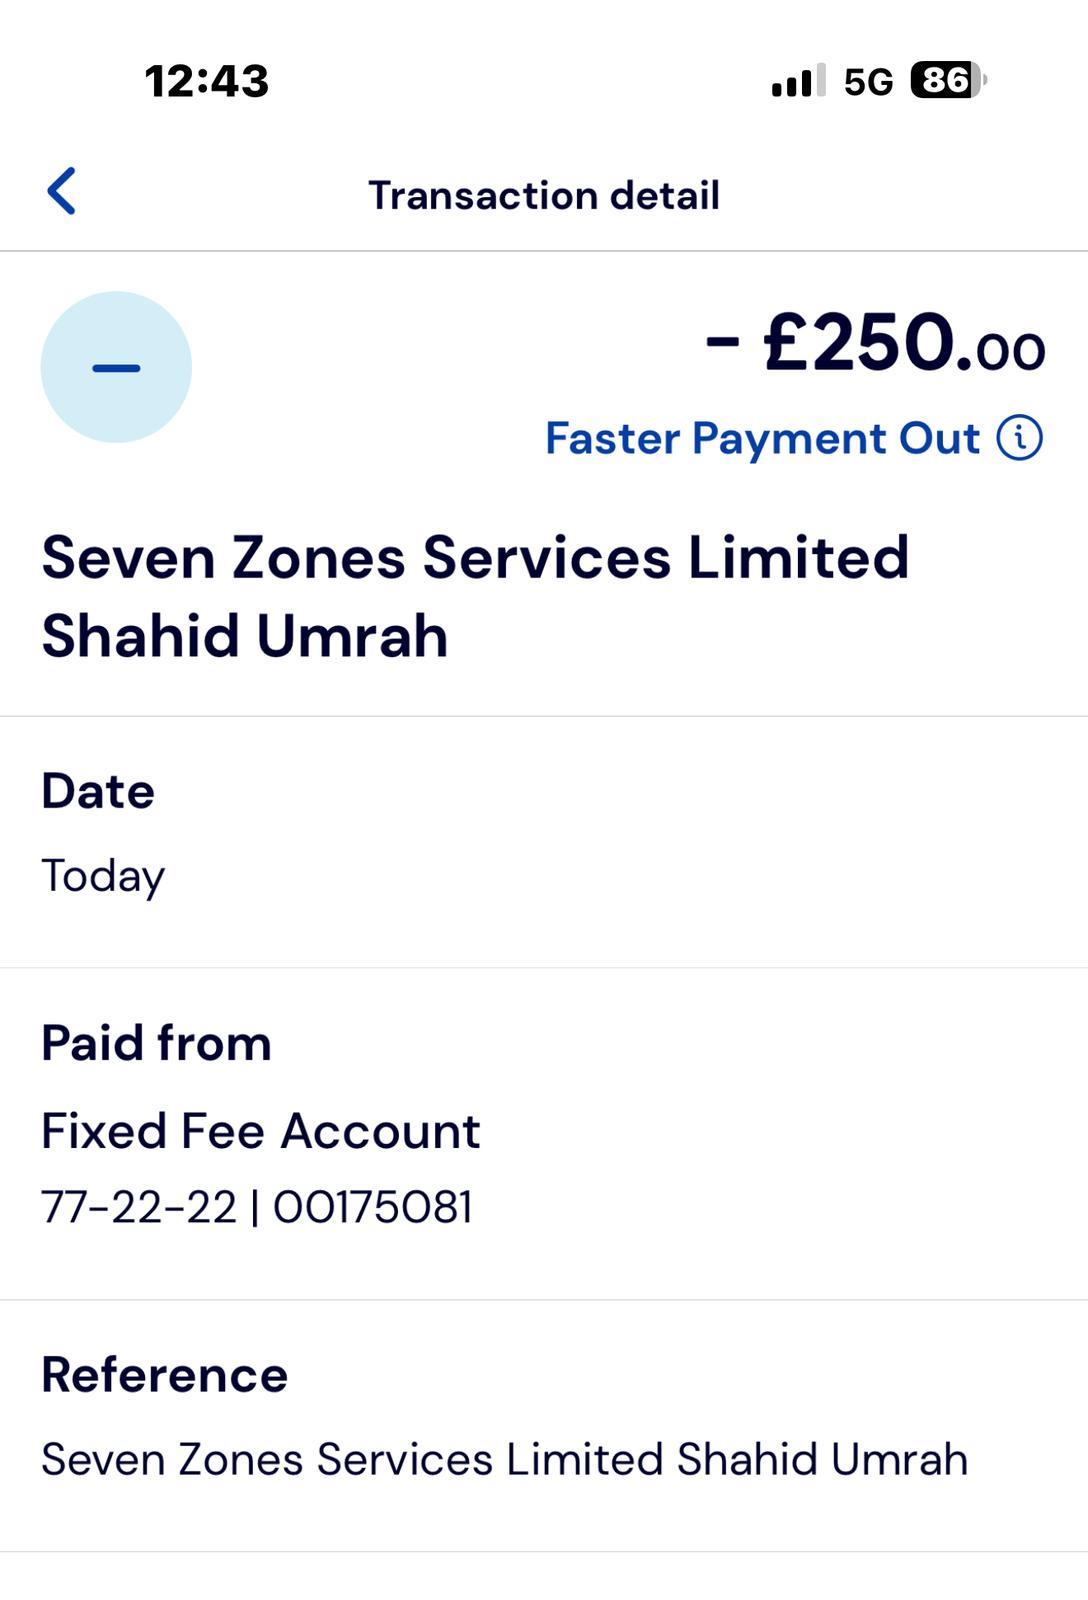 12:43
5G 86
Transaction detail
- £250.00
Faster Payment Out
Seven Zones Services Limited
Shahid Umrah
Date
Today
Paid from
Fixed Fee Account
77-22-22 | 00175081
Reference
Seven Zones Services Limited Shahid Umrah